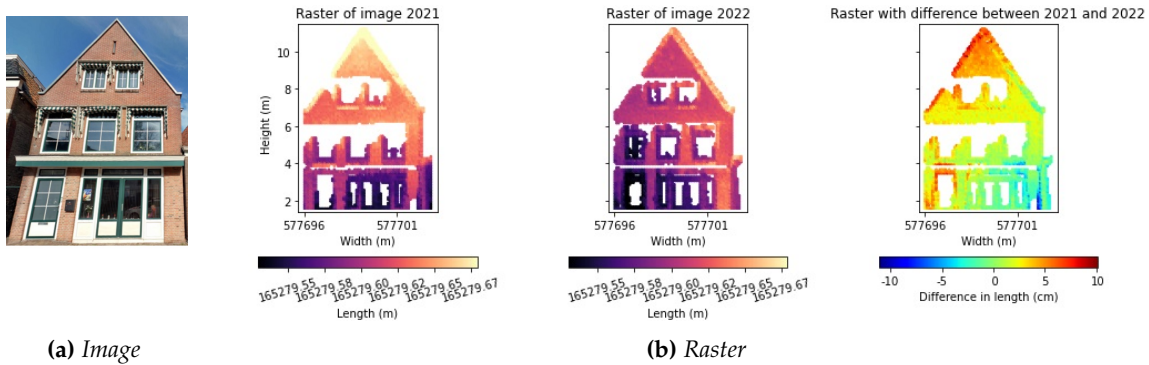 Raster of image 2021
Raster of image 2022
Raster with difference between 2021 and 2022
Height (m)
10
8
6
4
2
577696
577701
Width (m)
577696
577701
Width (m)
577696
577701
Width (m)
165279.55
165279.58
165279.60
165279.62
165279.65
165279.67
Length (m)
165279.55
165279.58
165279.60
165279.62
165279.65
165279.67
Length (m)
-10
-5
0
5
10
Difference in length (cm)
(a) Image
(b) Raster